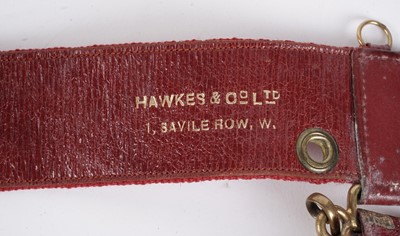 HAWKES & Co LTD
1, SAVILE ROW, W.